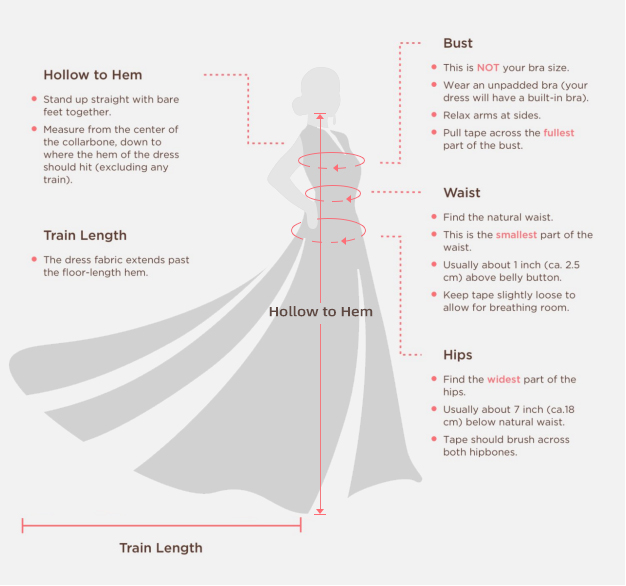 Hollow to Hem
Stand up straight with bare
feet together.
Measure from the center of
the collarbone, down to
where the hem of the dress
should hit (excluding any
train).
Train Length
The dress fabric extends past
the floor-length hem.
Bust
This is NOT your bra size.
Wear an unpadded bra (your
dress will have a built-in bra).
Relax arms at sides.
Pull tape across the fullest
part of the bust.
Waist
Find the natural waist.
This is the smallest part of the
waist.
Usually about 1 inch (ca. 2.5
cm) above belly button.
Keep tape slightly loose to
allow for breathing room.
Hips
Find the widest part of the
hips.
Usually about 7 inch (ca.18
cm) below natural waist.
Tape should brush across
both hipbones.
Hollow to Hem
Train Length